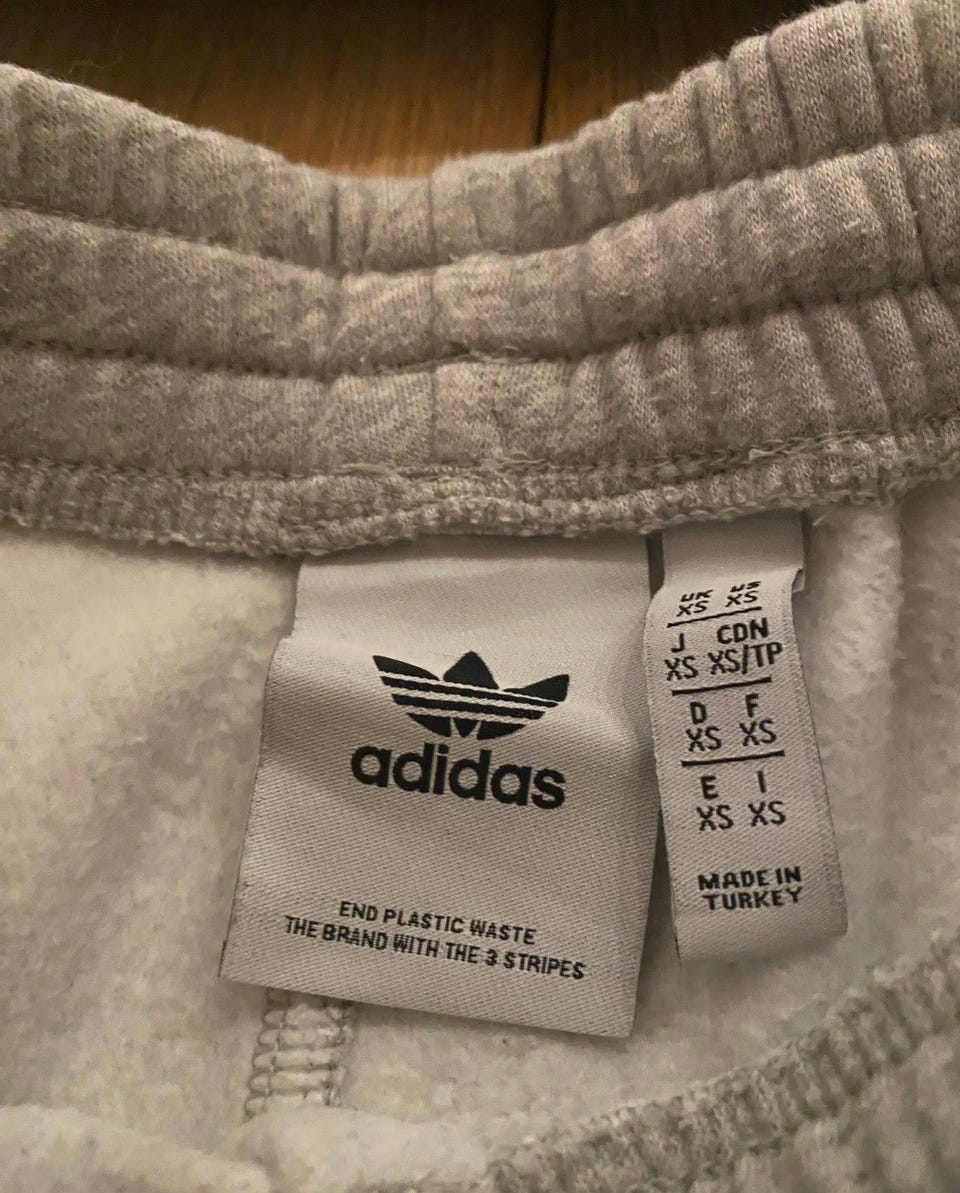 adidas
END PLASTIC WASTE
THE BRAND WITH THE 3 STRIPES
UK US
XS XS
J CDN
XS XS/TP
D F
XS XS
E I
XS XS
MADE IN
TURKEY